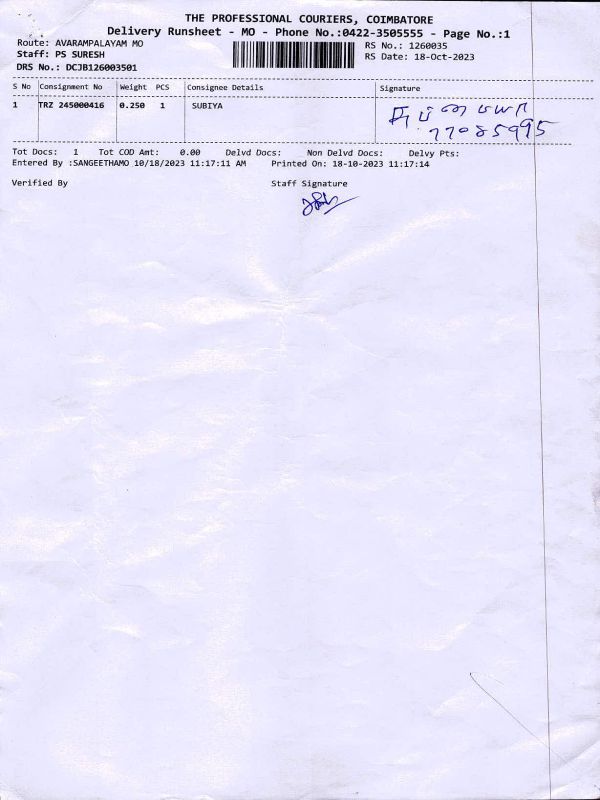 THE PROFESSIONAL COURIERS, COIMBATORE
Delivery Runsheet - MO - Phone No.:0422-3505555 - Page No.:1
Route: AVARAMPALAYAM MO
RS No.: 1260035
Staff: PS SURESH
RS Date: 18-Oct-2023
DRS No.: DCJB126003501
S No Consignment No Weight PCS Consignee Details Signature
1 TRZ 245000416 0.250 1 SUBIYA
77085995
Tot Docs: 1 Tot COD Amt: 0.00 Delvd Docs: Non Delvd Docs: Delvy Pts:
Entered By :SANGEETHAMO 10/18/2023 11:17:11 AM Printed On: 18-10-2023 11:17:14
Verified By Staff Signature